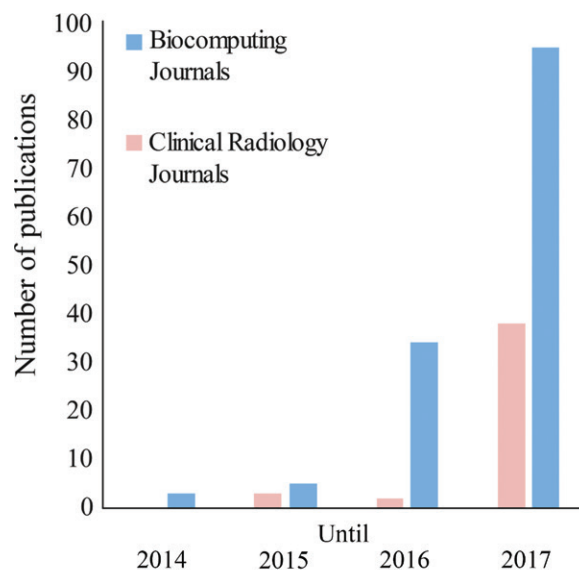 Number of publications
100
90
80
70
60
50
40
30
20
10
0
Biocomputing
Journals
Clinical Radiology
Journals
Until
2014 2015 2016 2017